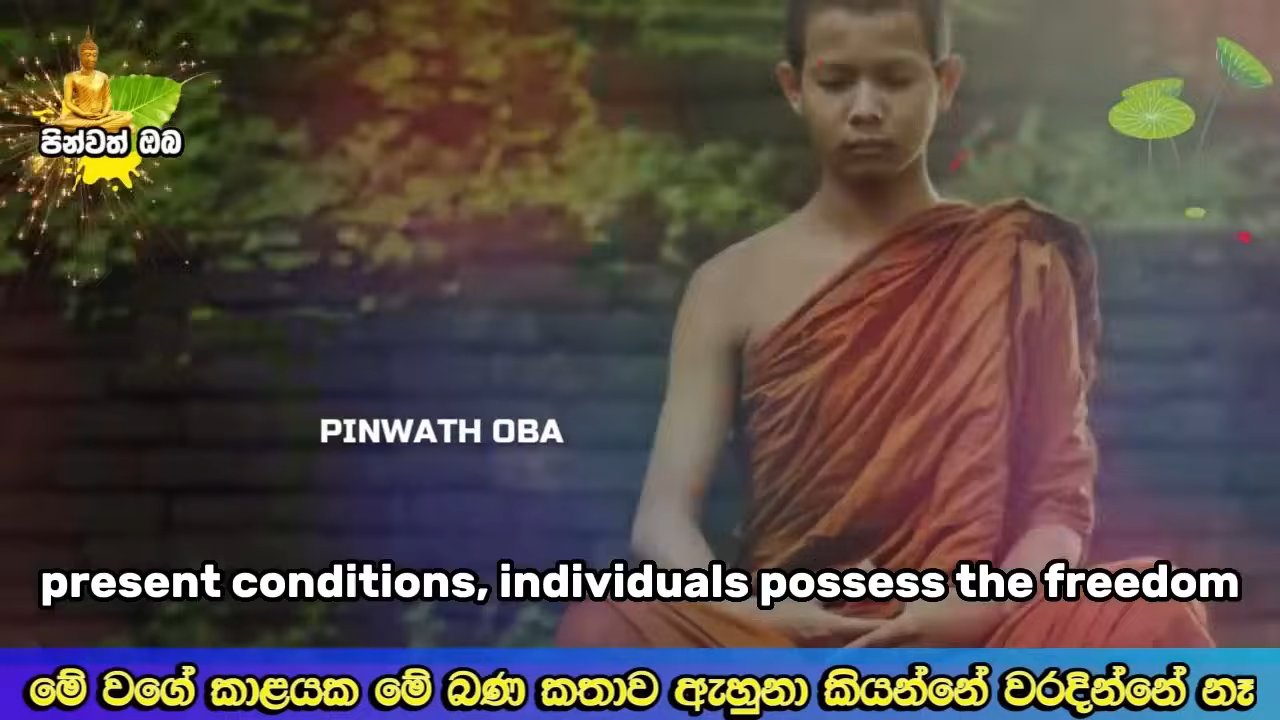 පින්වත් ඔබ
PINWATH OBA
present conditions, individuals possess the freedom
මේ වගේ කාළයක මේ බණ කතාව ඇහුනා කියන්නේ වරදින්නේ නෑ